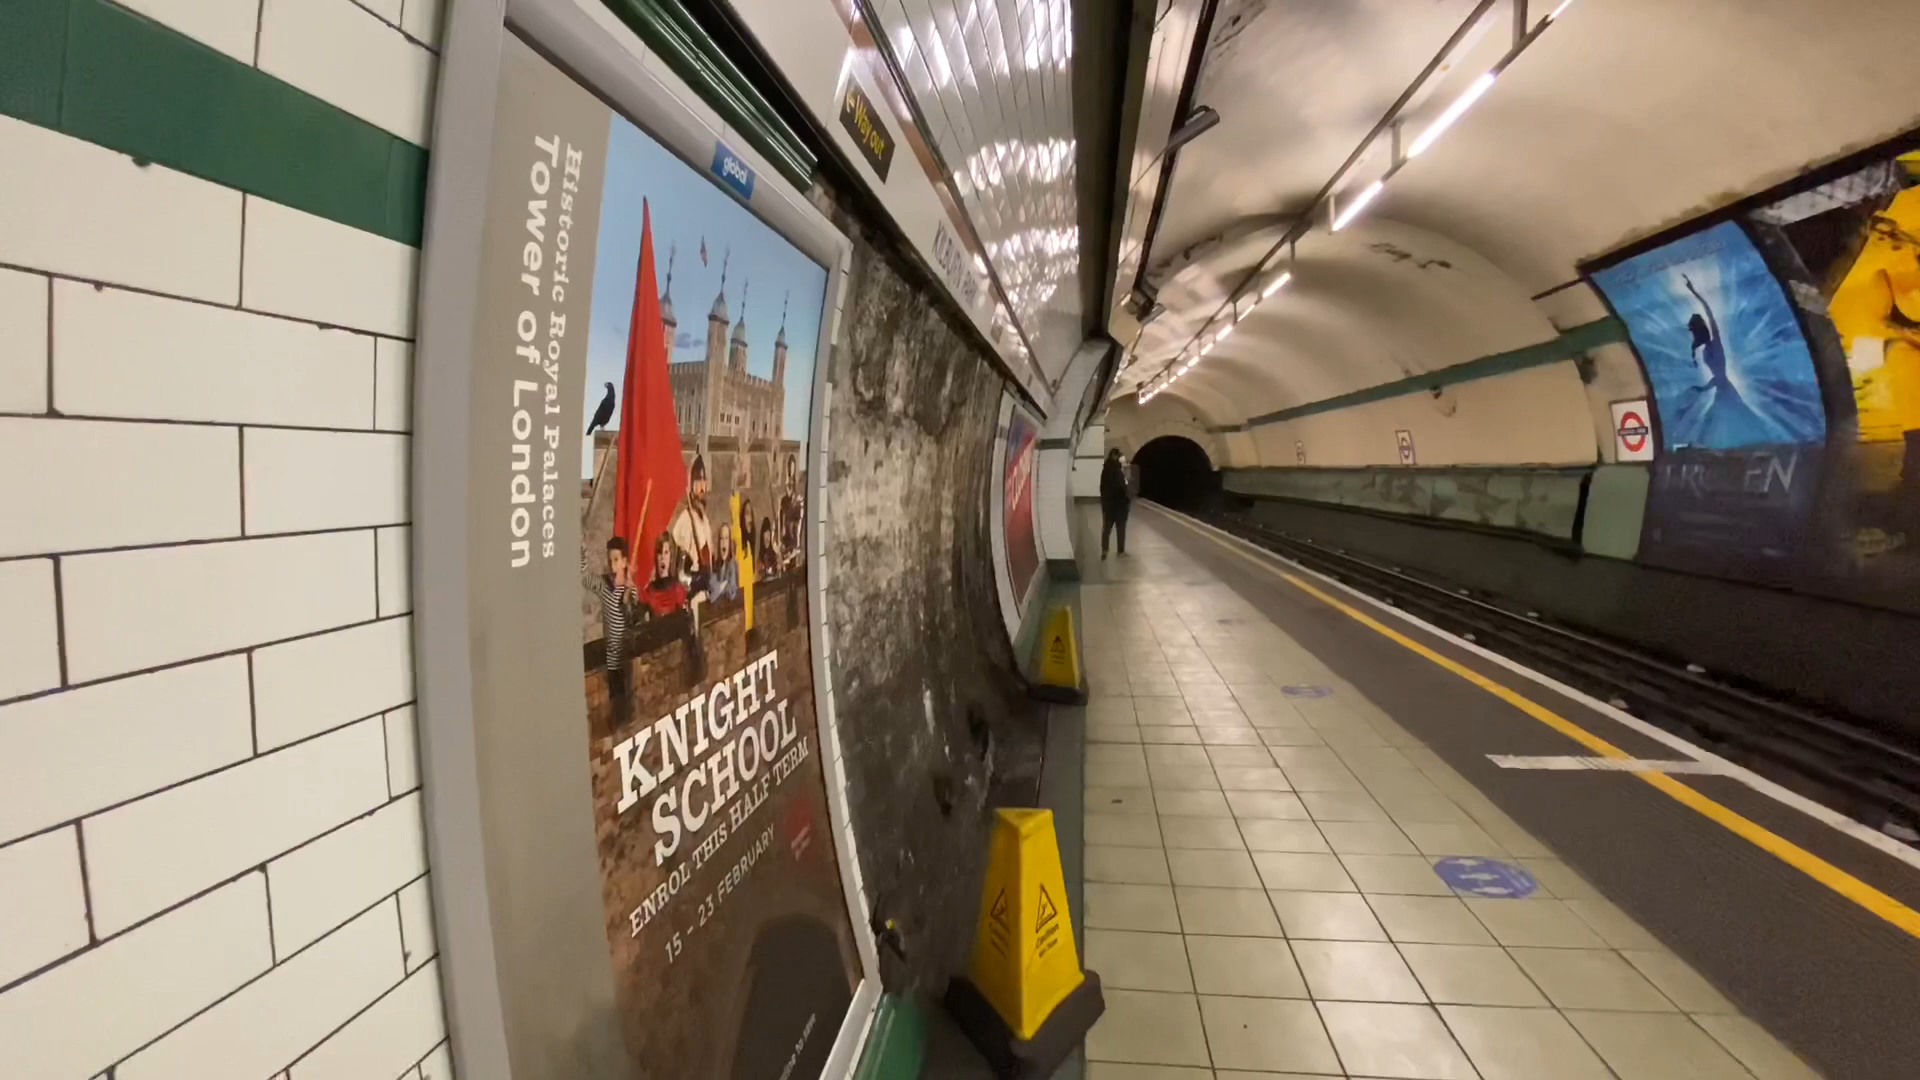 Historic Royal Palaces
Tower of London
global
KNIGHT
SCHOOL
ENROL THIS HALF TERM
15 - 23 FEBRUARY
← Way out
Caution
FROZEN